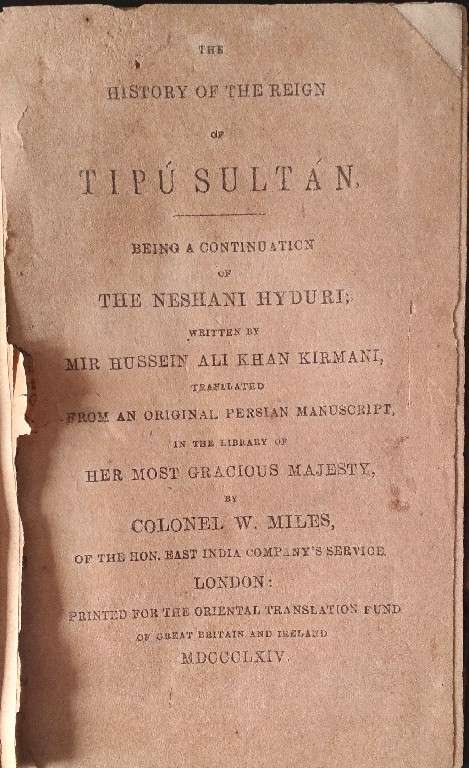 THE
HISTORY OF THE REIGN
OF
TIPÚ SULTÁN,
BEING A CONTINUATION
OF
THE NESHANI HYDURI;
WRITTEN BY
MIR HUSSEIN ALI KHAN KIRMANI,
TRANSLATED
FROM AN ORIGINAL PERSIAN MANUSCRIPT,
IN THE LIBRARY OF
HER MOST GRACIOUS MAJESTY,
BY
COLONEL W. MILES,
OF THE HON. EAST INDIA COMPANY'S SERVICE.
LONDON:
PRINTED FOR THE ORIENTAL TRANSLATION FUND
OF GREAT BRITAIN AND IRELAND
MDCCCLXIV.